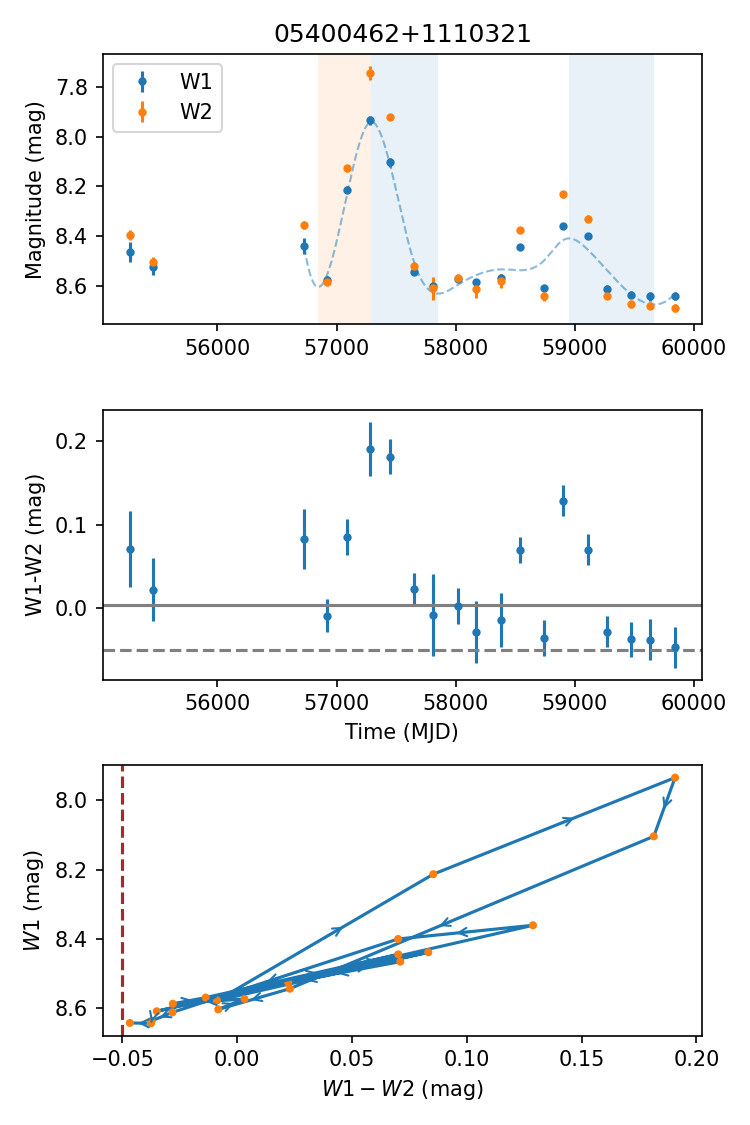 05400462+1110321
W1
W2
Magnitude (mag)
7.8
8.0
8.2
8.4
8.6
56000 57000 58000 59000 60000
W1-W2 (mag)
0.2
0.1
0.0
56000 57000 58000 59000 60000
Time (MJD)
W1 (mag)
8.0
8.2
8.4
8.6
−0.05 0.00 0.05 0.10 0.15 0.20
W1 − W2 (mag)